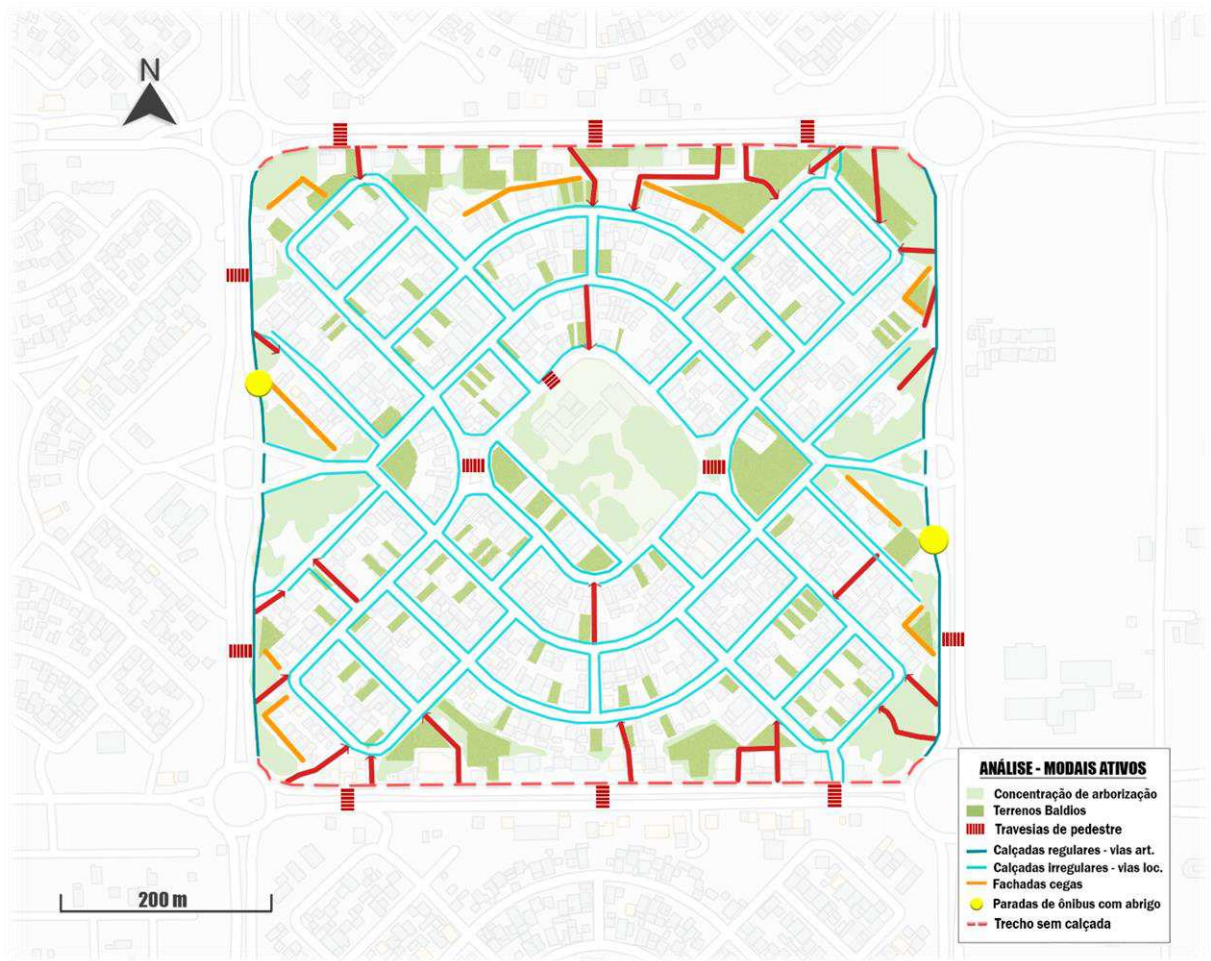 N
ANÁLISE - MODAIS ATIVOS
Concentração de arborização
Terrenos Baldios
Travesias de pedestre
Calçadas regulares - vias art.
Calçadas irregulares - vias loc.
Fachadas cegas
Paradas de ônibus com abrigo
Trecho sem calçada
200 m